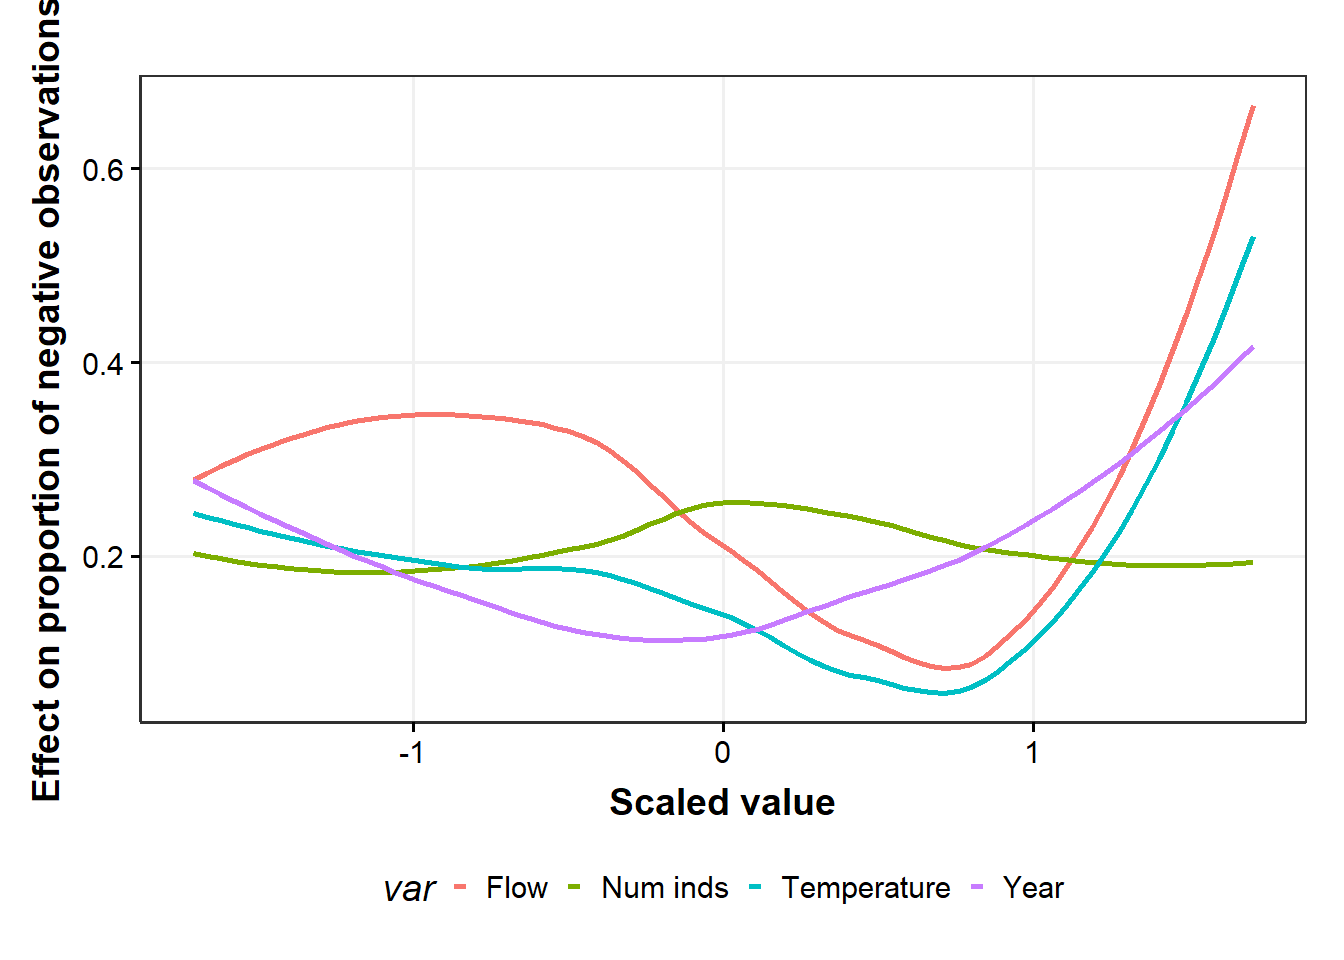 Effect on proportion of negative observations
0.6
0.4
0.2
-1 0 1
Scaled value
var Flow Num inds Temperature Year